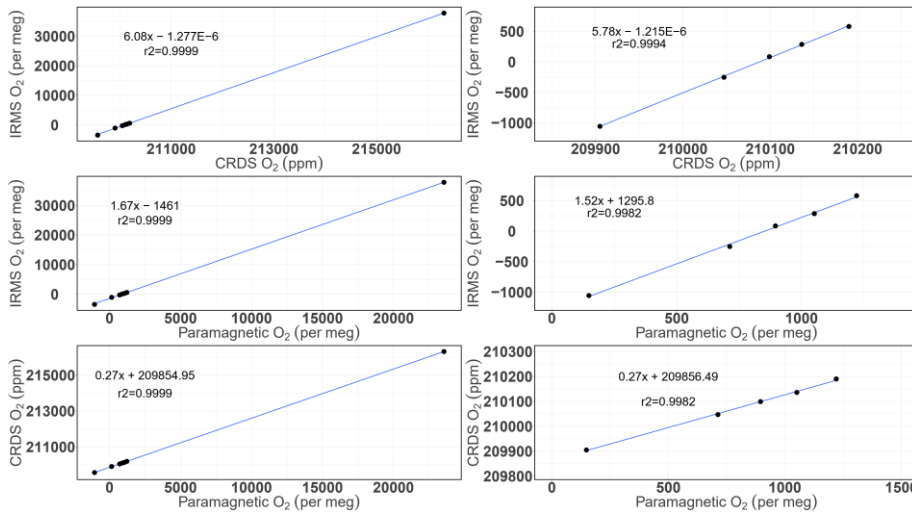 IRMS O₂ (per meg)
30000
20000
10000
0
6.08x − 1.277E−6
r2=0.9999
211000
213000
215000
CRDS O₂ (ppm)
IRMS O₂ (per meg)
500
0
−500
−1000
5.78x − 1.215E−6
r2=0.9994
209900
210000
210100
210200
CRDS O₂ (ppm)
IRMS O₂ (per meg)
30000
20000
10000
0
1.67x − 1461
r2=0.9999
0
5000
10000
15000
20000
Paramagnetic O₂ (per meg)
IRMS O₂ (per meg)
500
0
−500
−1000
1.52x + 1295.8
r2=0.9982
0
500
1000
Paramagnetic O₂ (per meg)
CRDS O₂ (ppm)
215000
213000
211000
0.27x + 209854.95
r2=0.9999
0
5000
10000
15000
20000
Paramagnetic O₂ (per meg)
CRDS O₂ (ppm)
210300
210200
210100
210000
209900
209800
0.27x + 209856.49
r2=0.9982
0
500
1000
Paramagnetic O₂ (per meg)